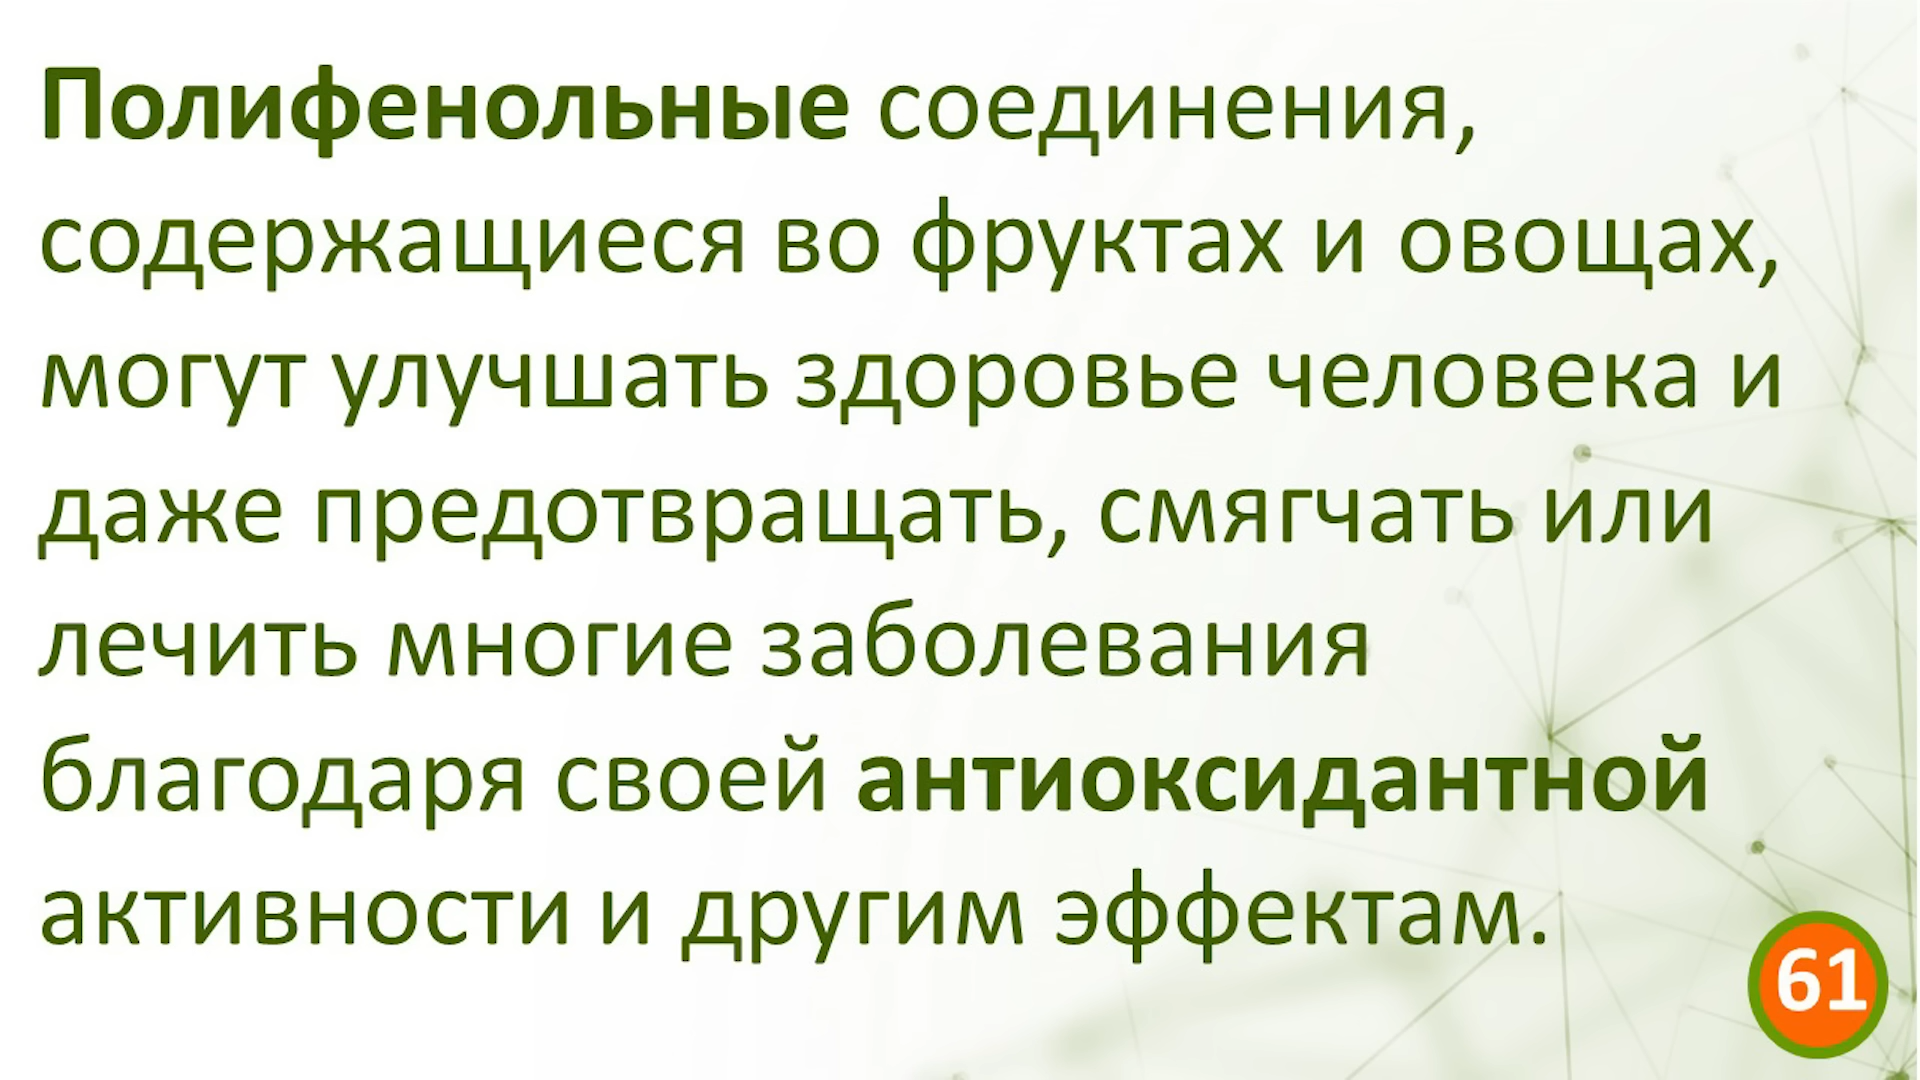 Полифенольные соединения,
содержащиеся во фруктах и овощах,
могут улучшать здоровье человека и
даже предотвращать, смягчать или
лечить многие заболевания
благодаря своей антиоксидантной
активности и другим эффектам.
61